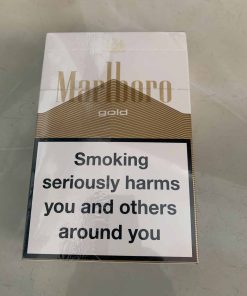 Marlboro
gold
Smoking
seriously harms
you and others
around you